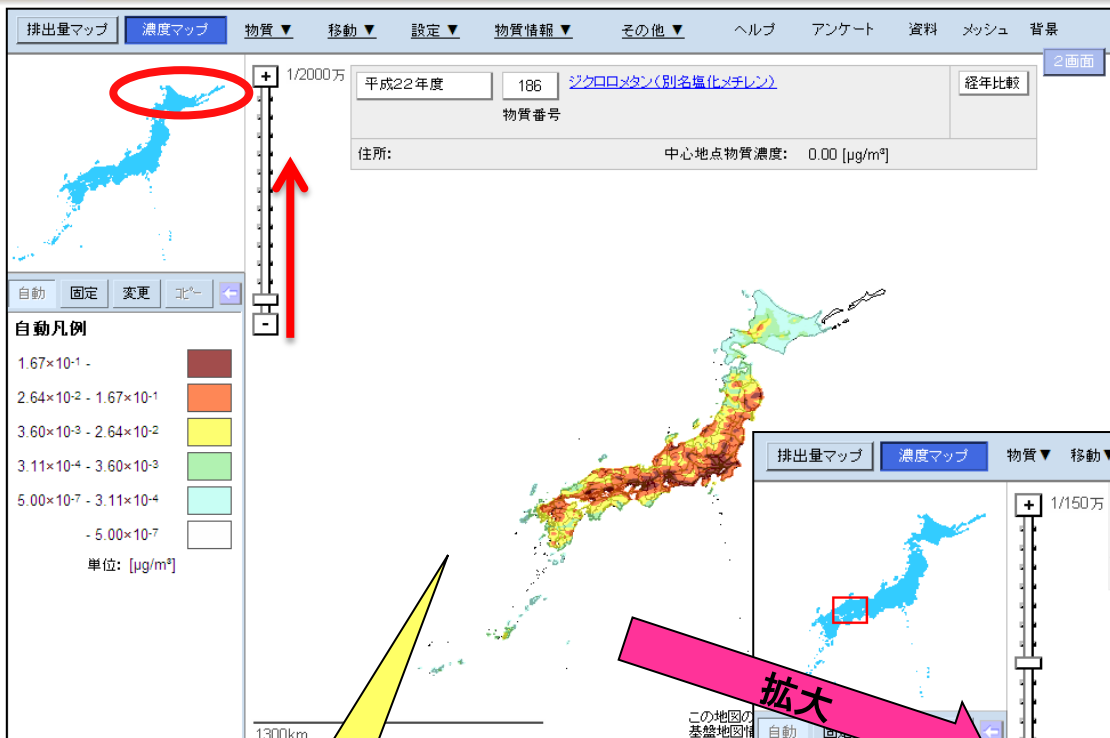 排出量マップ 濃度マップ 物質 ▼ 移動 ▼ 設定 ▼ 物質情報 ▼ その他 ▼ ヘルプ アンケート 資料 メッシュ 背景
2画面
+ 1/2000万
平成22年度 186 ジクロロメタン(別名塩化メチレン) 経年比較
物質番号
住所: 中心地点物質濃度: 0.00 [μg/m³]
自動 固定 変更 コピー ←
-
自動凡例
1.67×10-1 -
2.64×10-2 - 1.67×10-1
3.60×10-3 - 2.64×10-2
3.11×10-4 - 3.60×10-3
5.00×10-7 - 3.11×10-4
- 5.00×10-7
単位: [μg/m³]
排出量マップ 濃度マップ 物質▼ 移動▼
+ 1/150万
拡大
この地図の
基盤地図情
自動 固定
1300km